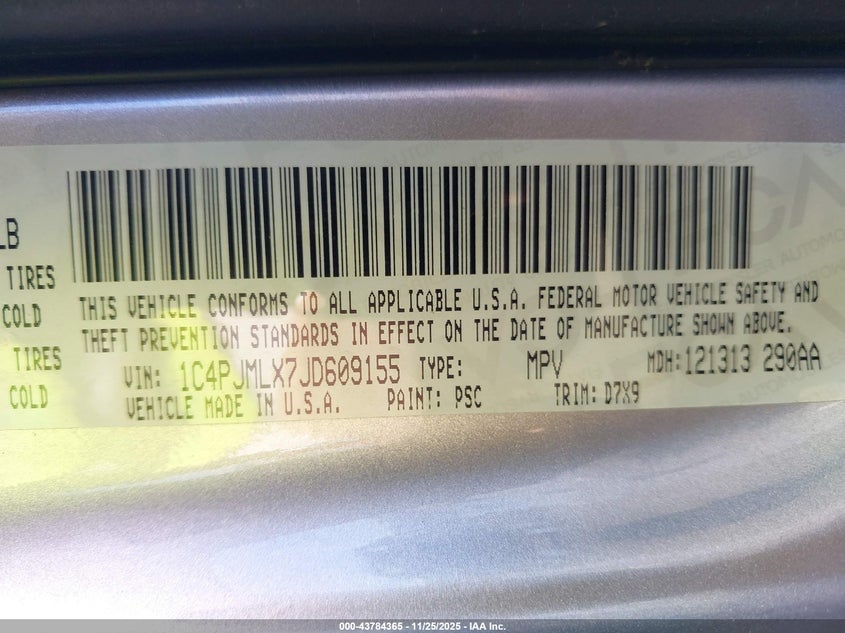 LB
TIRES
COLD
THIS VEHICLE CONFORMS TO ALL APPLICABLE U.S.A. FEDERAL MOTOR VEHICLE SAFETY AND
THEFT PREVENTION STANDARDS IN EFFECT ON THE DATE OF MANUFACTURE SHOWN ABOVE.
TIRES
COLD
VIN: 1C4PJMLX7JD609155 TYPE: MPV MDH:121313 290AA
VEHICLE MADE IN U.S.A. PAINT: PSC TRIM: D7X9
000-43784365 - 11/25/2025 - IAA Inc.